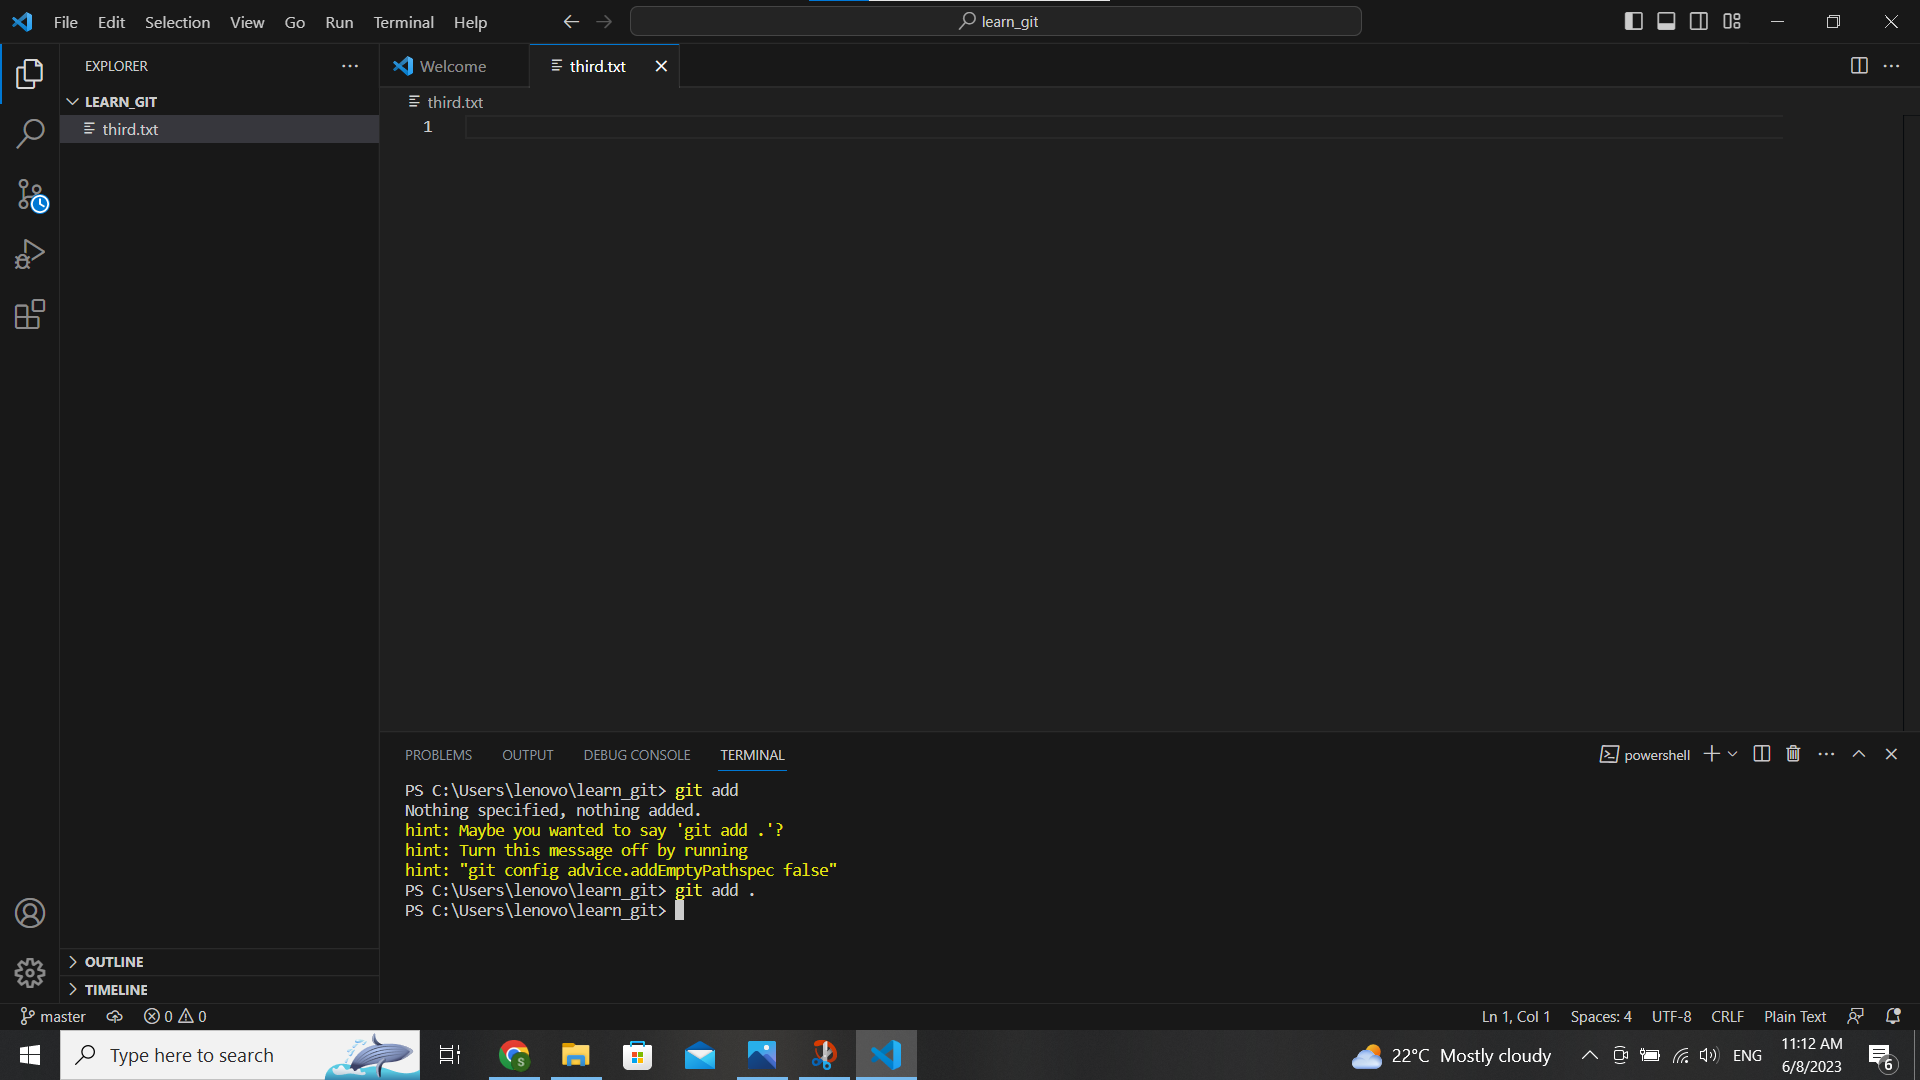 File Edit Selection View Go Run Terminal Help
learn_git
EXPLORER
Welcome
third.txt
LEARN_GIT
third.txt
third.txt
1
PROBLEMS OUTPUT DEBUG CONSOLE TERMINAL
powershell
PS C:\Users\lenovo\learn_git> git add
Nothing specified, nothing added.
hint: Maybe you wanted to say 'git add .'?
hint: Turn this message off by running
hint: "git config advice.addEmptyPathspec false"
PS C:\Users\lenovo\learn_git> git add .
PS C:\Users\lenovo\learn_git>
OUTLINE
TIMELINE
master 0 0
Ln 1, Col 1 Spaces: 4 UTF-8 CRLF Plain Text
Type here to search
S
22°C Mostly cloudy
ENG
11:12 AM
6/8/2023
6